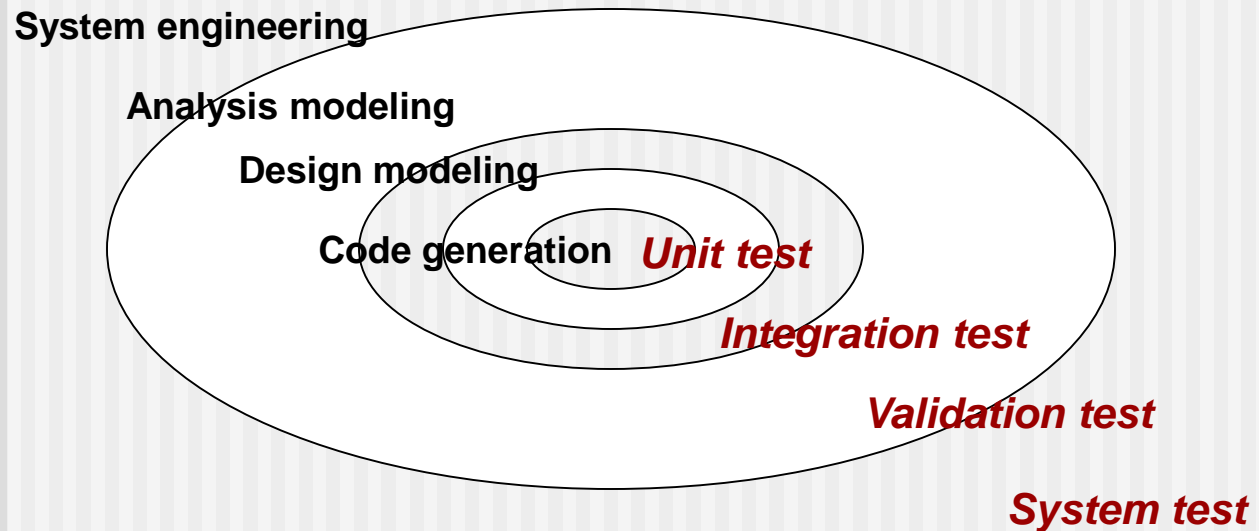 System engineering
Analysis modeling
Design modeling
Code generation
Unit test
Integration test
Validation test
System test